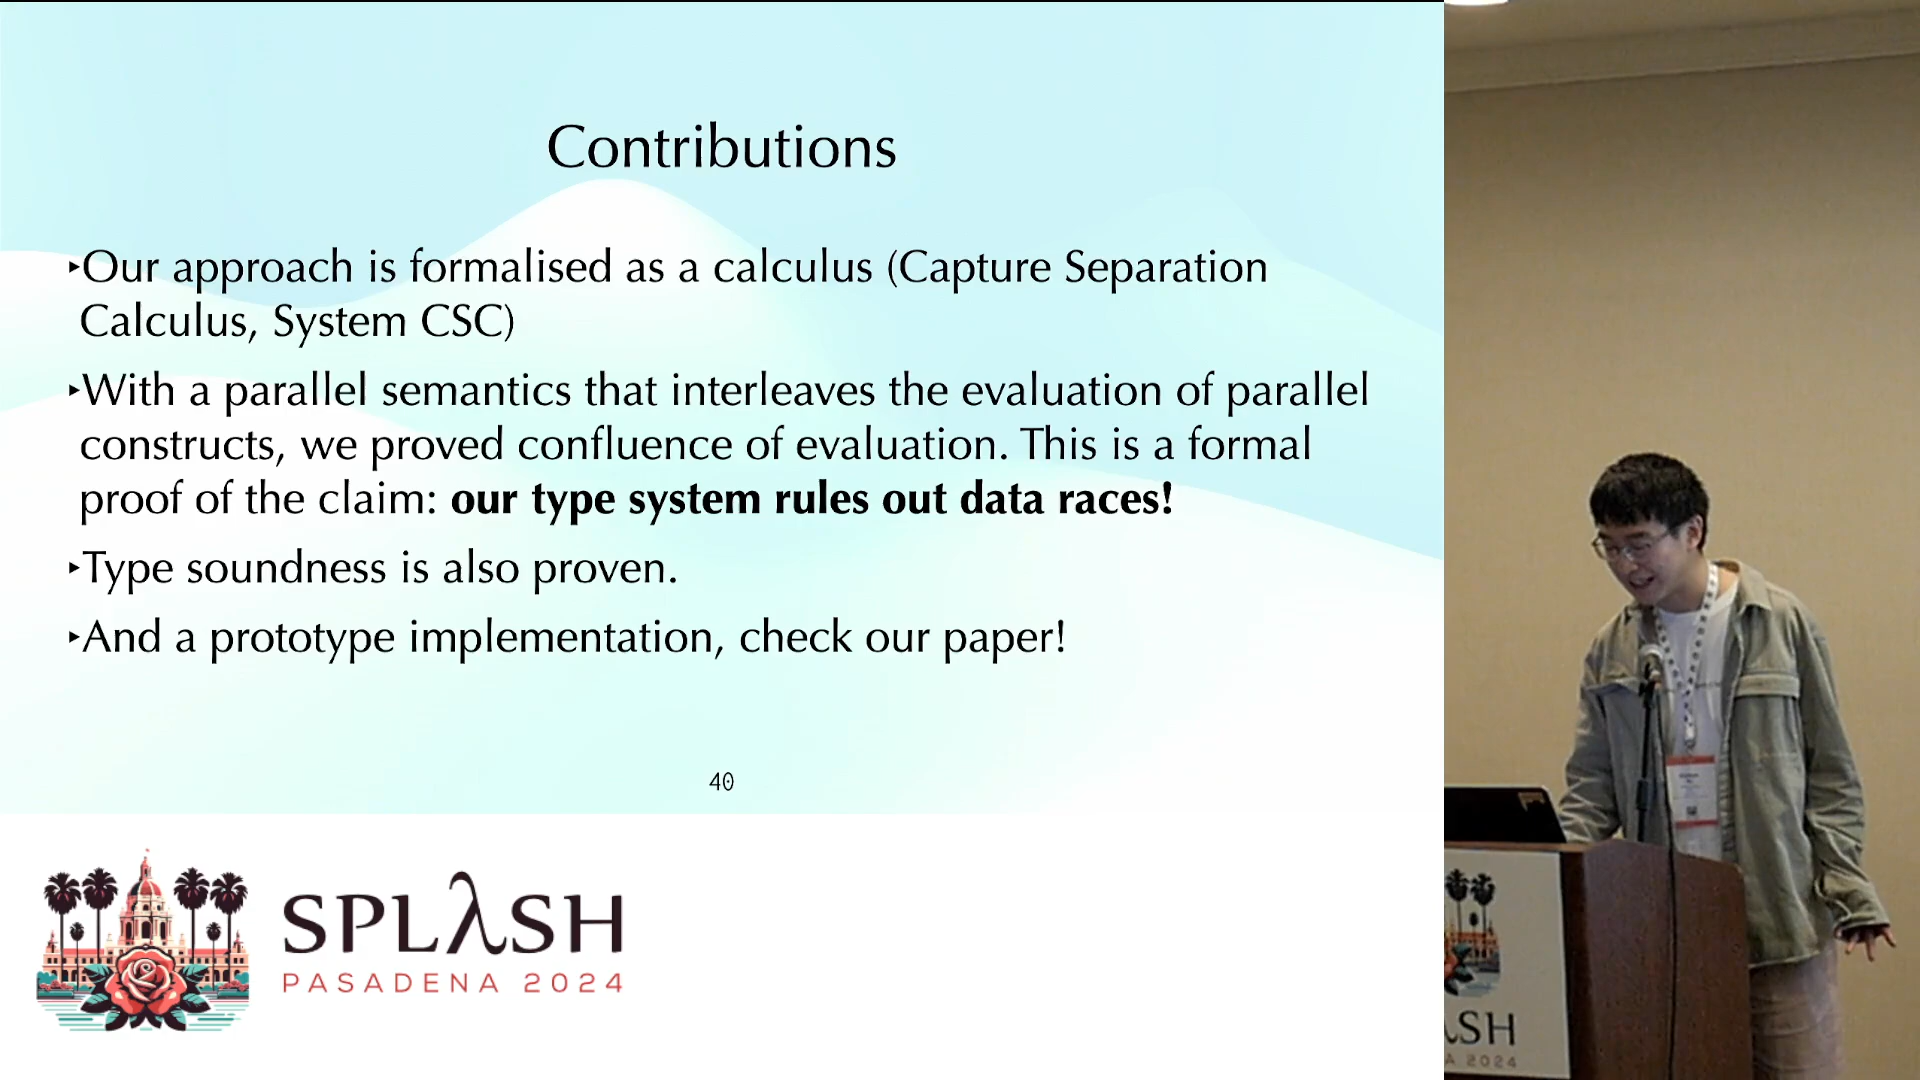 Contributions
‣Our approach is formalised as a calculus (Capture Separation
Calculus, System CSC)
‣With a parallel semantics that interleaves the evaluation of parallel
constructs, we proved confluence of evaluation. This is a formal
proof of the claim: our type system rules out data races!
‣Type soundness is also proven.
‣And a prototype implementation, check our paper!
40
SPLλSH
PASADENA 2024
λSH
A 2024